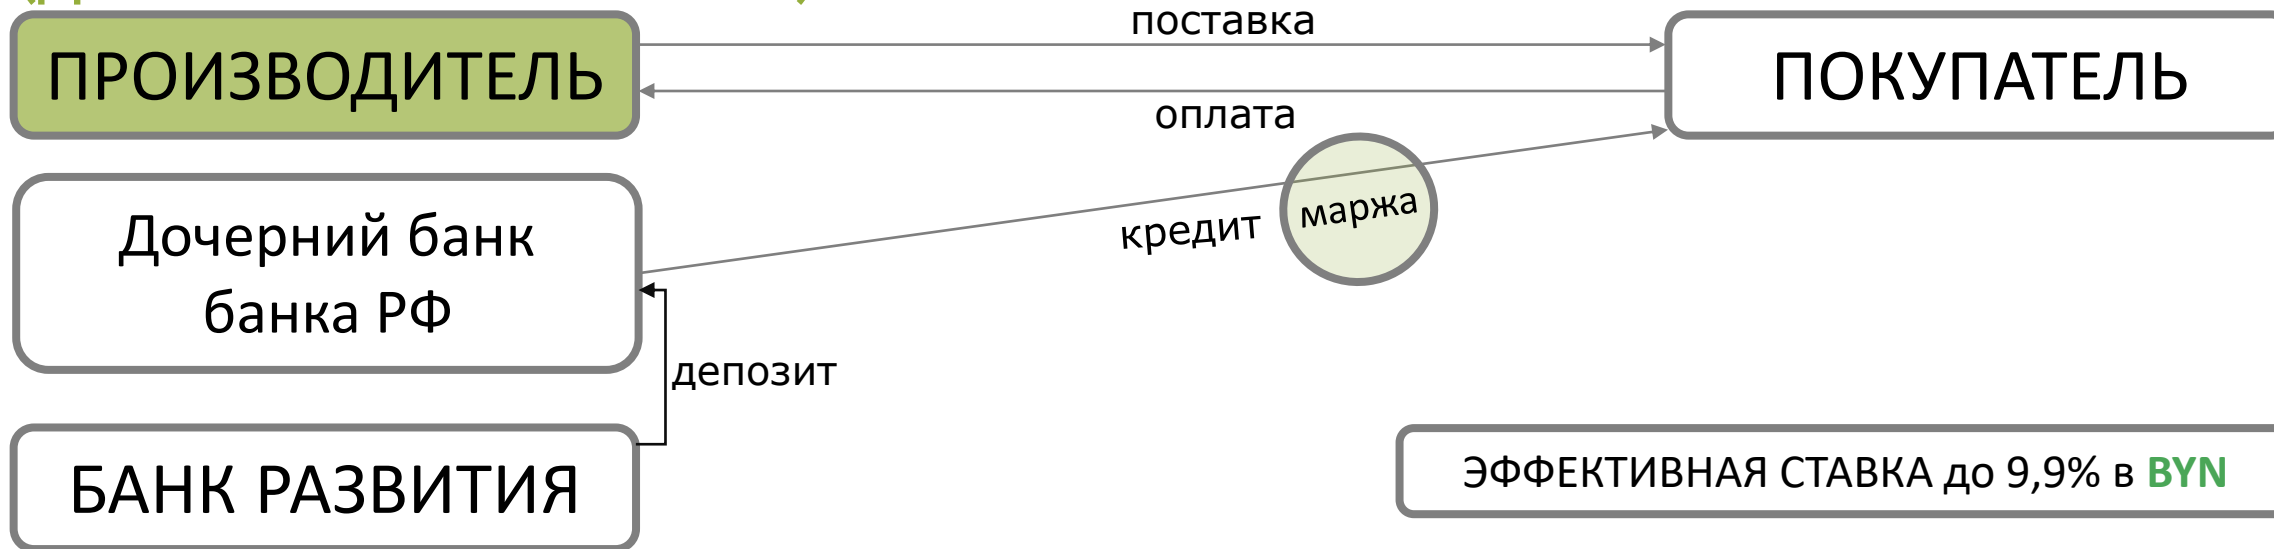 поставка
ПРОИЗВОДИТЕЛЬ
ПОКУПАТЕЛЬ
оплата
маржа
кредит
Дочерний банк
банка РФ
депозит
БАНК РАЗВИТИЯ
ЭФФЕКТИВНАЯ СТАВКА до 9,9% в BYN